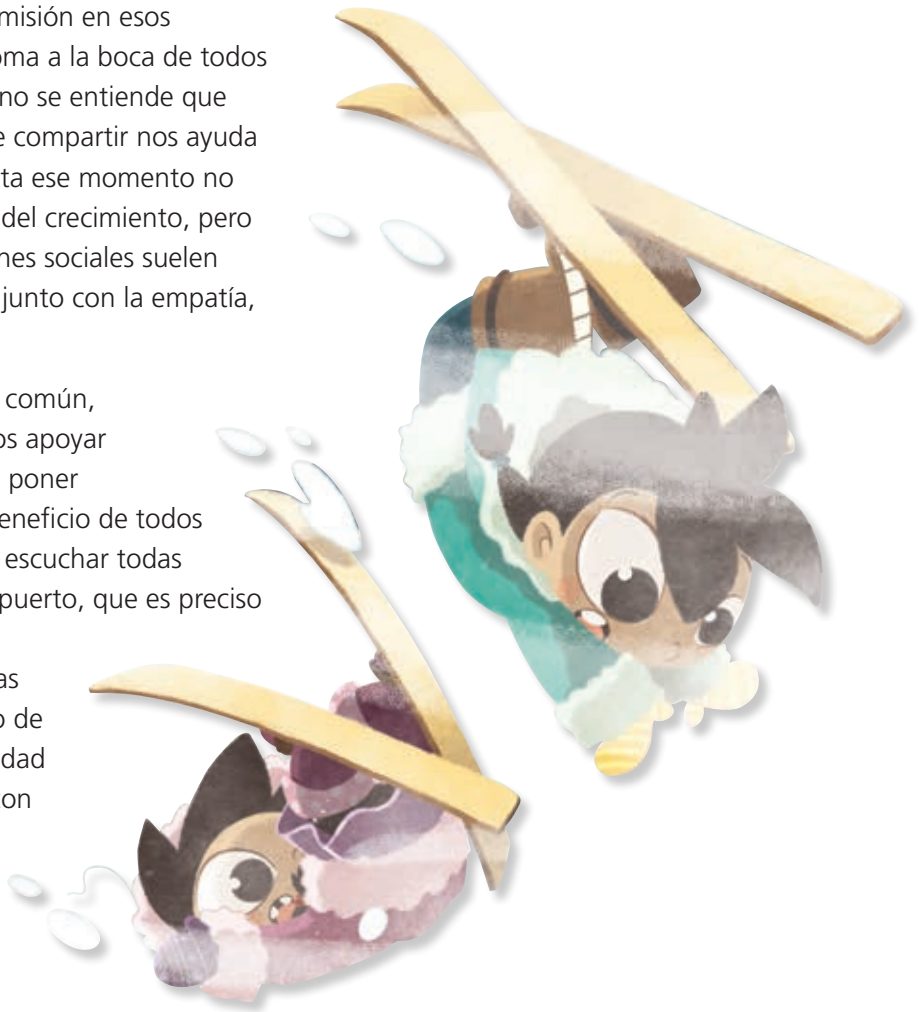 misión en esos
oma a la boca de todos
no se entiende que
e compartir nos ayuda
ta ese momento no
del crecimiento, pero
nes sociales suelen
junto con la empatía,
común,
os apoyar
poner
eneficio de todos
escuchar todas
puerto, que es preciso
as
o de
dad
con